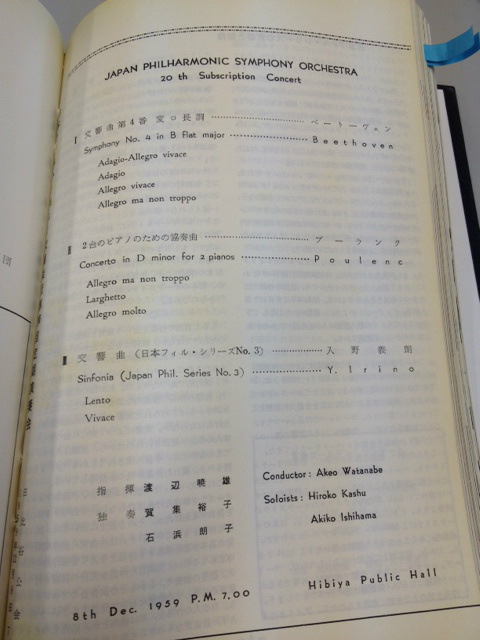 JAPAN PHILHARMONIC SYMPHONY ORCHESTRA
20 th Subscription Concert
I 交響曲第4番 変ロ長調 ベートーヴェン
Symphony No. 4 in B flat major Beethoven
Adagio-Allegro vivace
Adagio
Allegro vivace
Allegro ma non troppo
II 2台のピアノのための協奏曲 プーランク
Concerto in D minor for 2 pianos Poulenc
Allegro ma non troppo
Larghetto
Allegro molto
III 交響曲 (日本フィル・シリーズNo. 3) 入野義朗
Sinfonia (Japan Phil. Series No. 3) Y. Irino
Lento
Vivace
指揮 渡辺暁雄
独奏 賀集裕子
石浜朗子
Conductor: Akeo Watanabe
Soloists: Hiroko Kashu
Akiko Ishihama
Hibiya Public Hall
8th Dec. 1959 P.M. 7.00